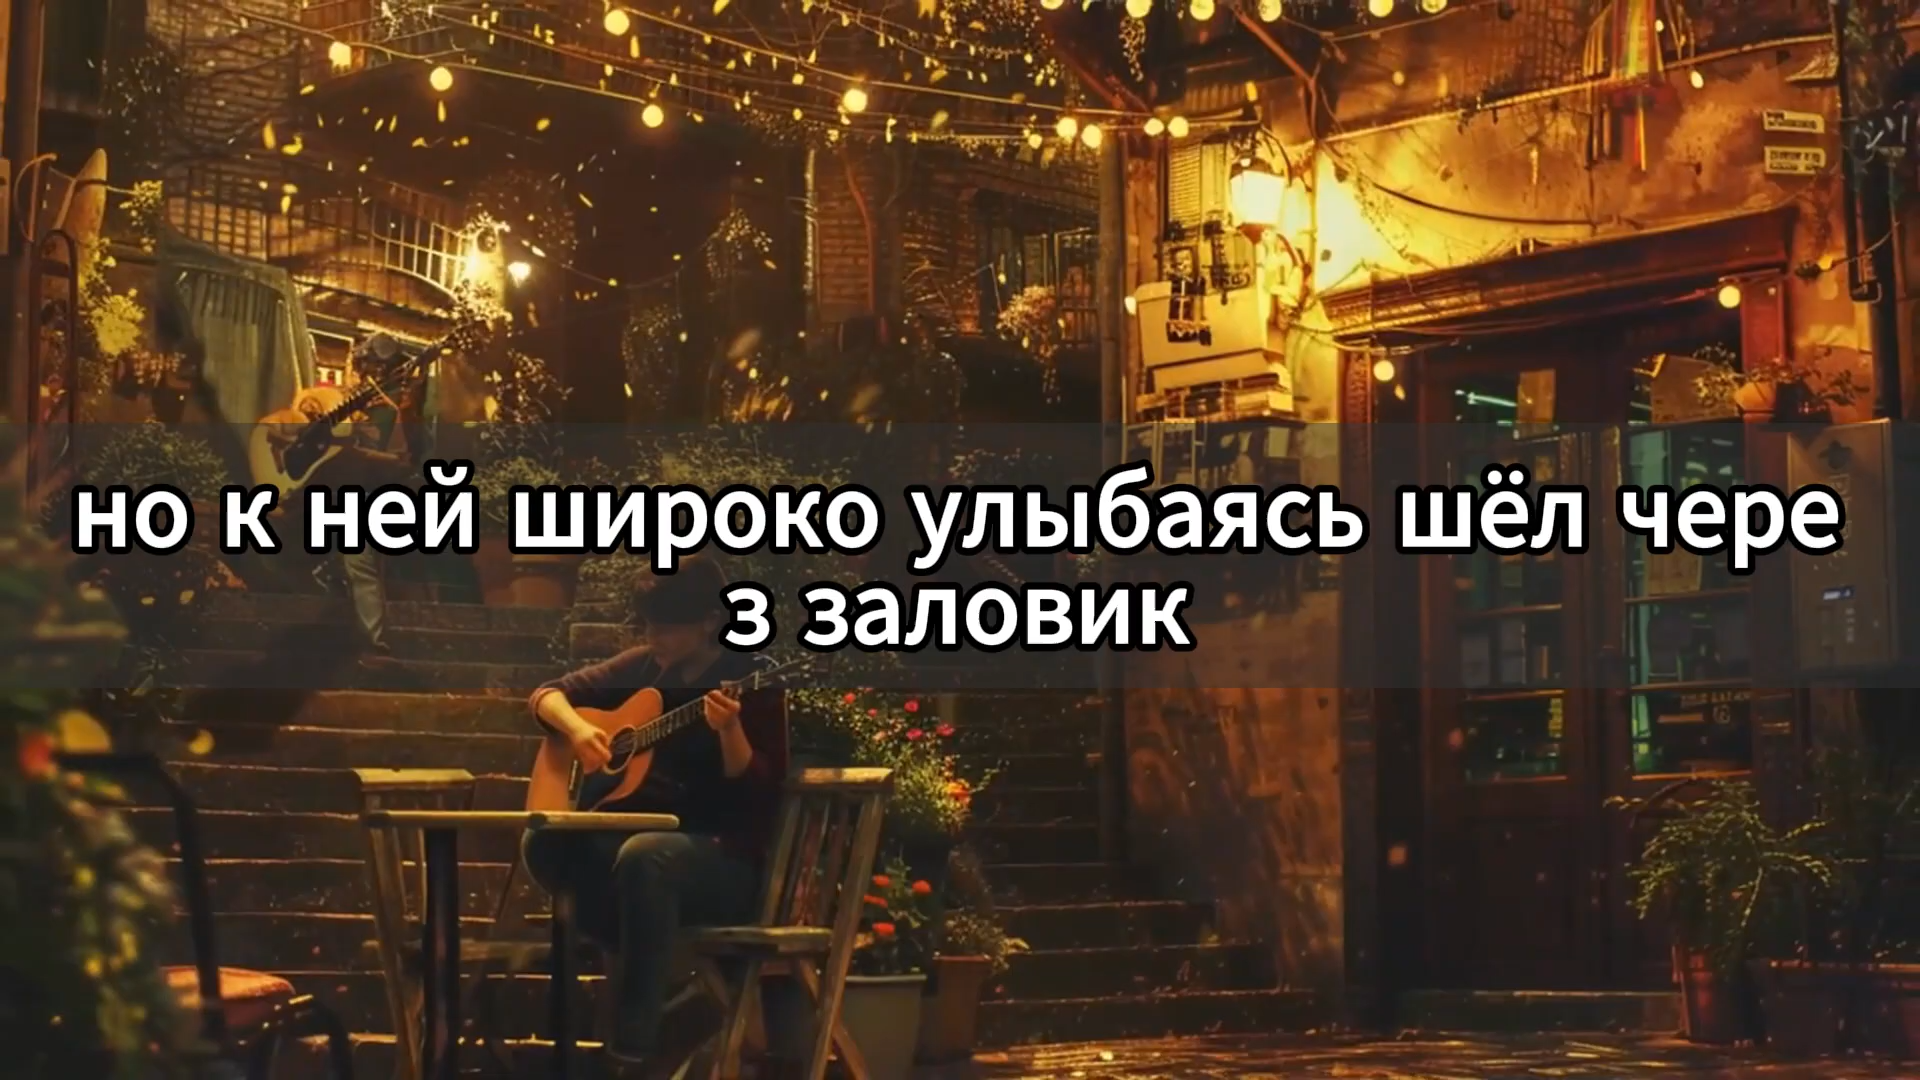 но к ней широко улыбаясь шёл чере
з заловик